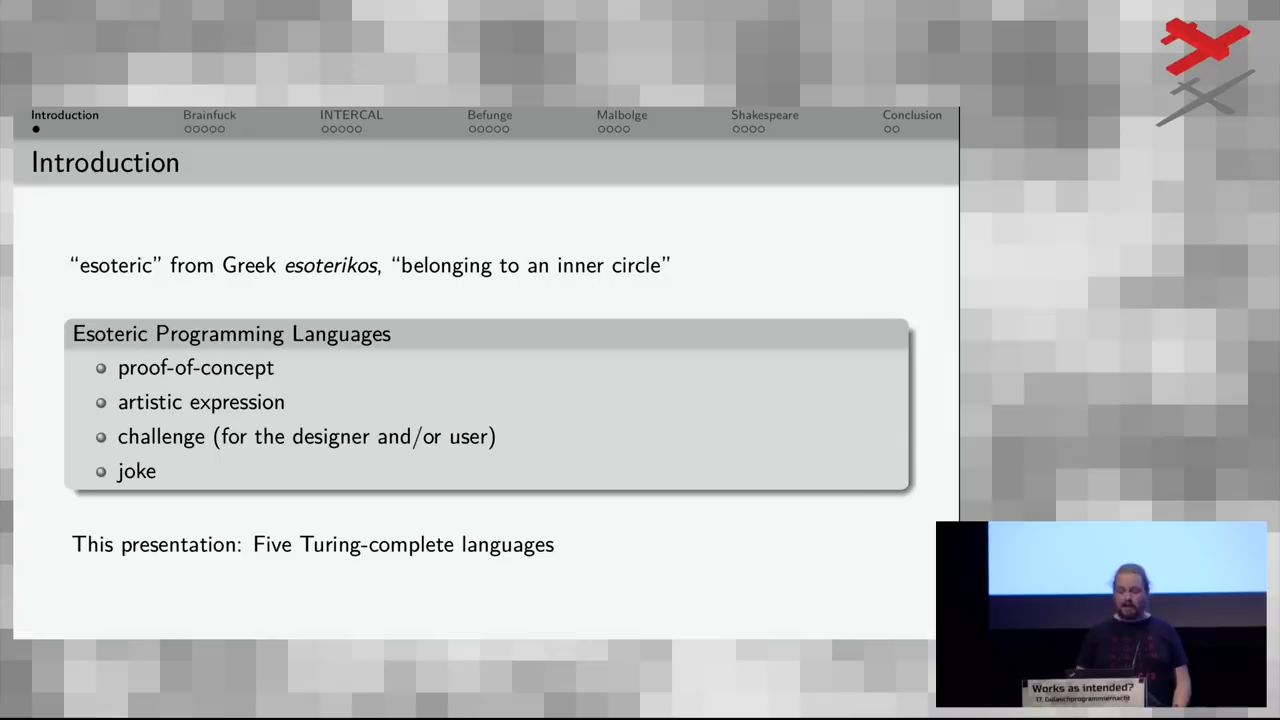 Introduction
Brainfuck
INTERCAL
Befunge
Malbolge
Shakespeare
Conclusion
Introduction
“esoteric” from Greek esoterikos, “belonging to an inner circle”
Esoteric Programming Languages
proof-of-concept
artistic expression
challenge (for the designer and/or user)
joke
This presentation: Five Turing-complete languages
Works as intended?
17. Gulaschprogrammiernacht